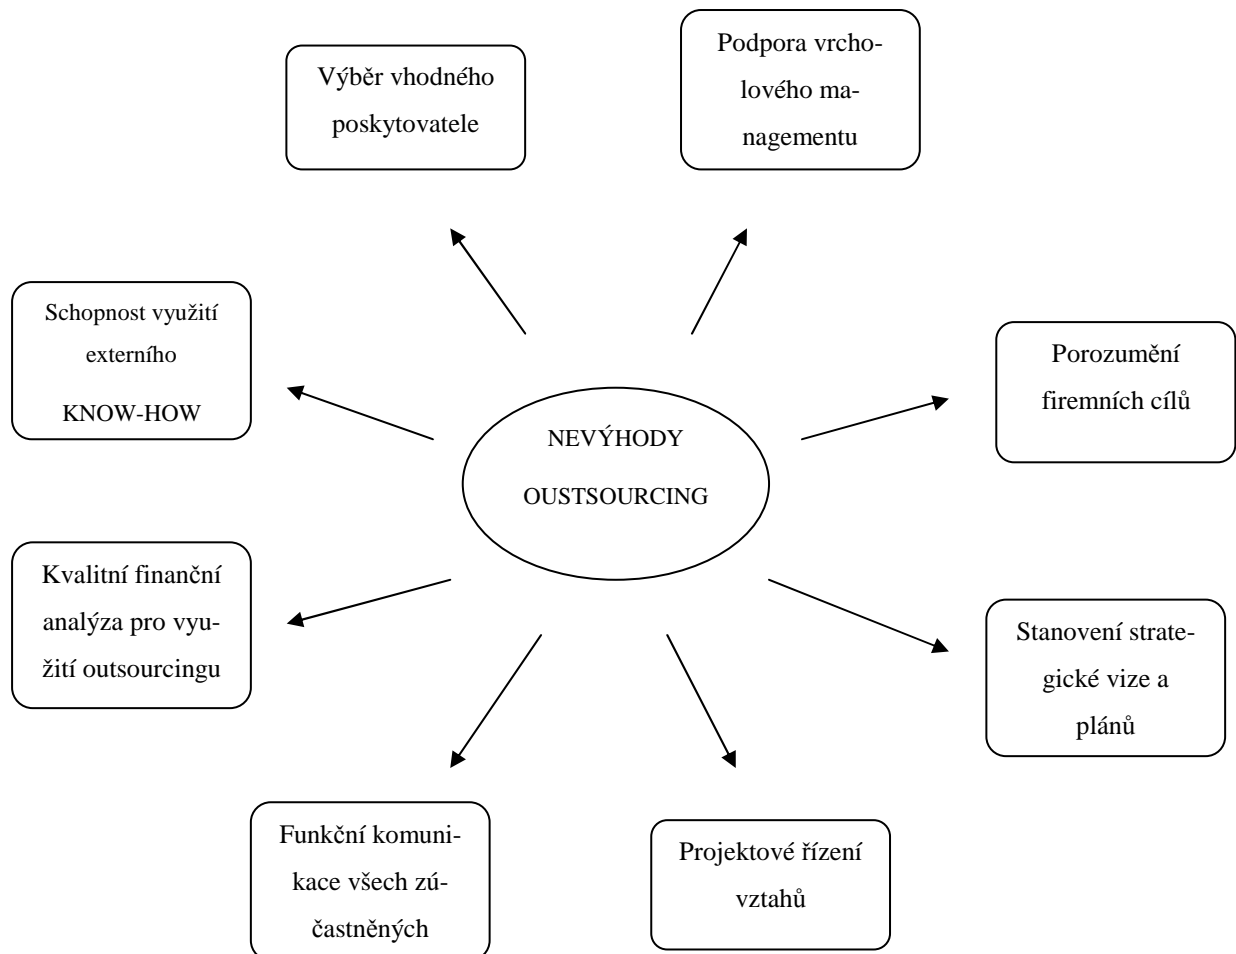 Podpora vrcho-
lového ma-
nagementu
Výběr vhodného
poskytovatele
Schopnost využití
externího
KNOW-HOW
Porozumění
firemních cílů
NEVÝHODY
OUSTSOURCING
Kvalitní finanční
analýza pro vyu-
žití outsourcingu
Stanovení strate-
gické vize a
plánů
Funkční komuni-
kace všech zú-
častněných
Projektové řízení
vztahů